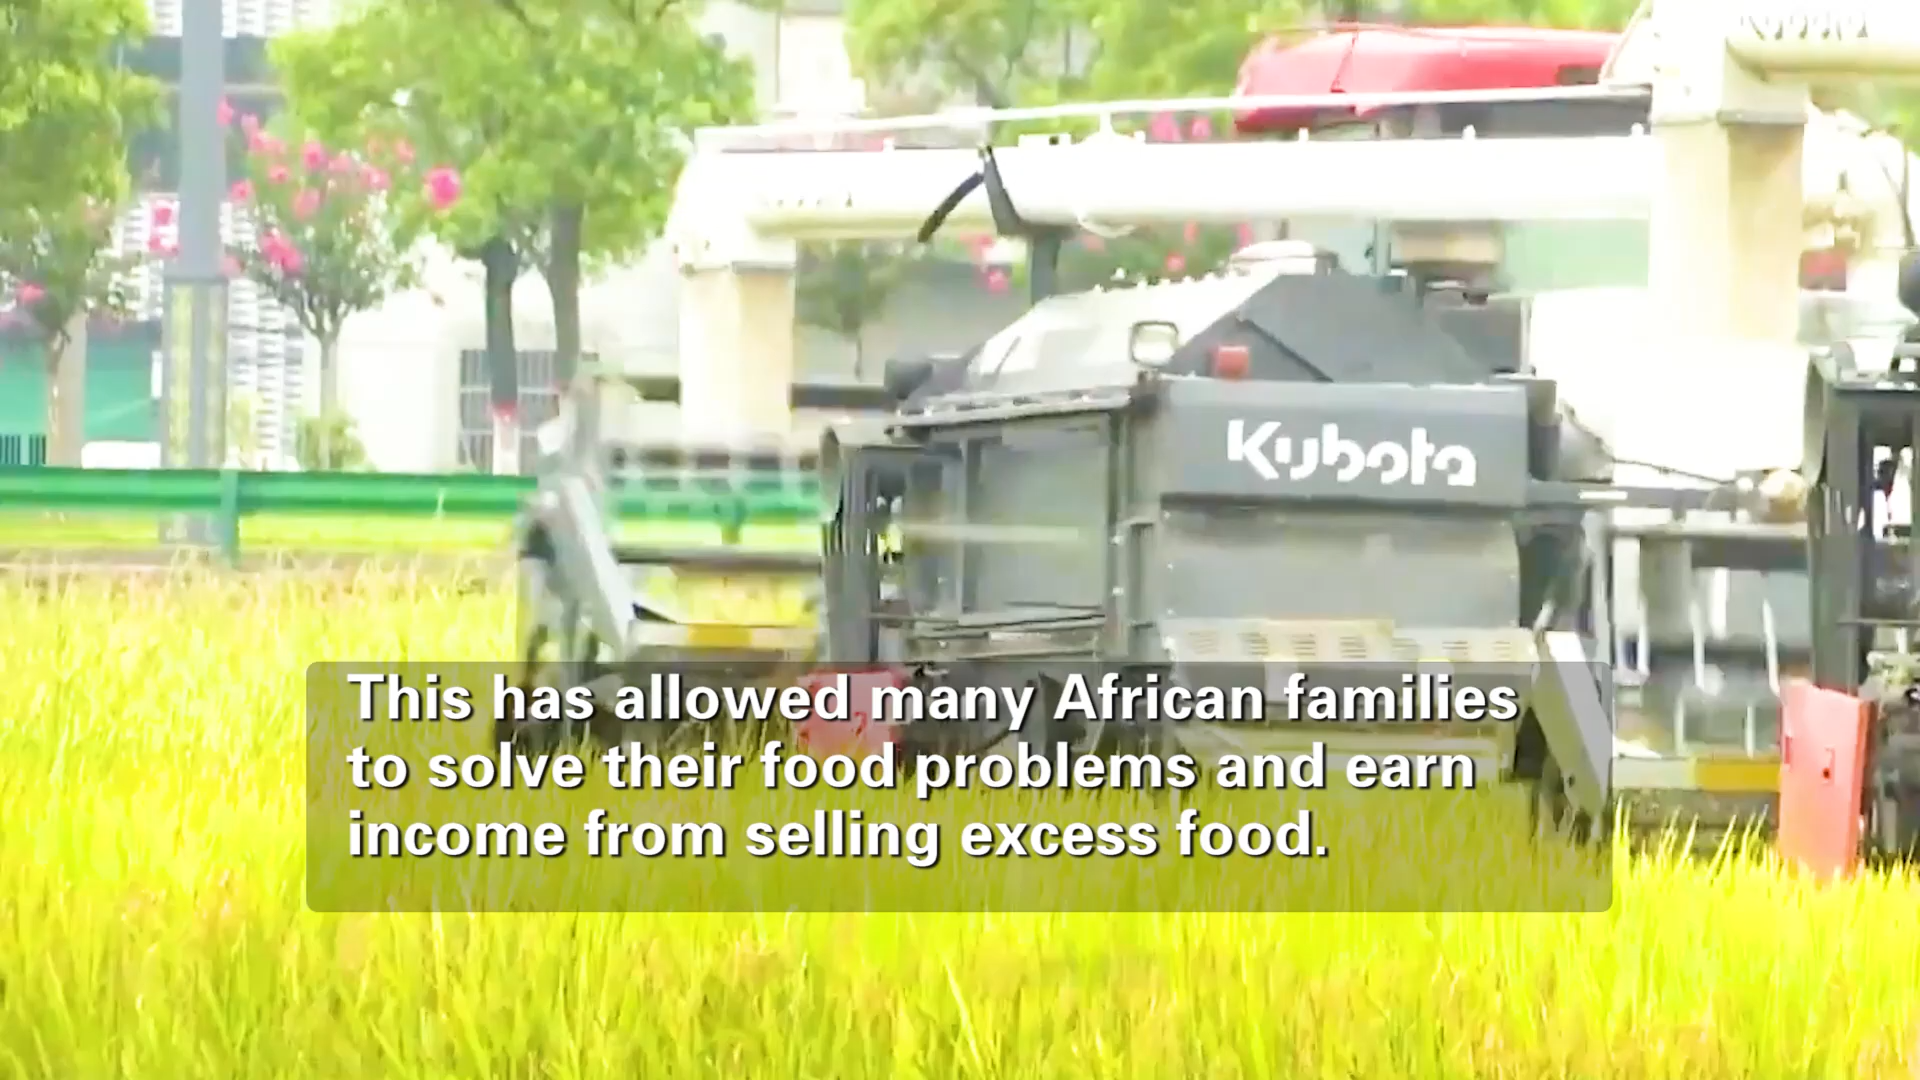 Kubota
This has allowed many African families
to solve their food problems and earn
income from selling excess food.